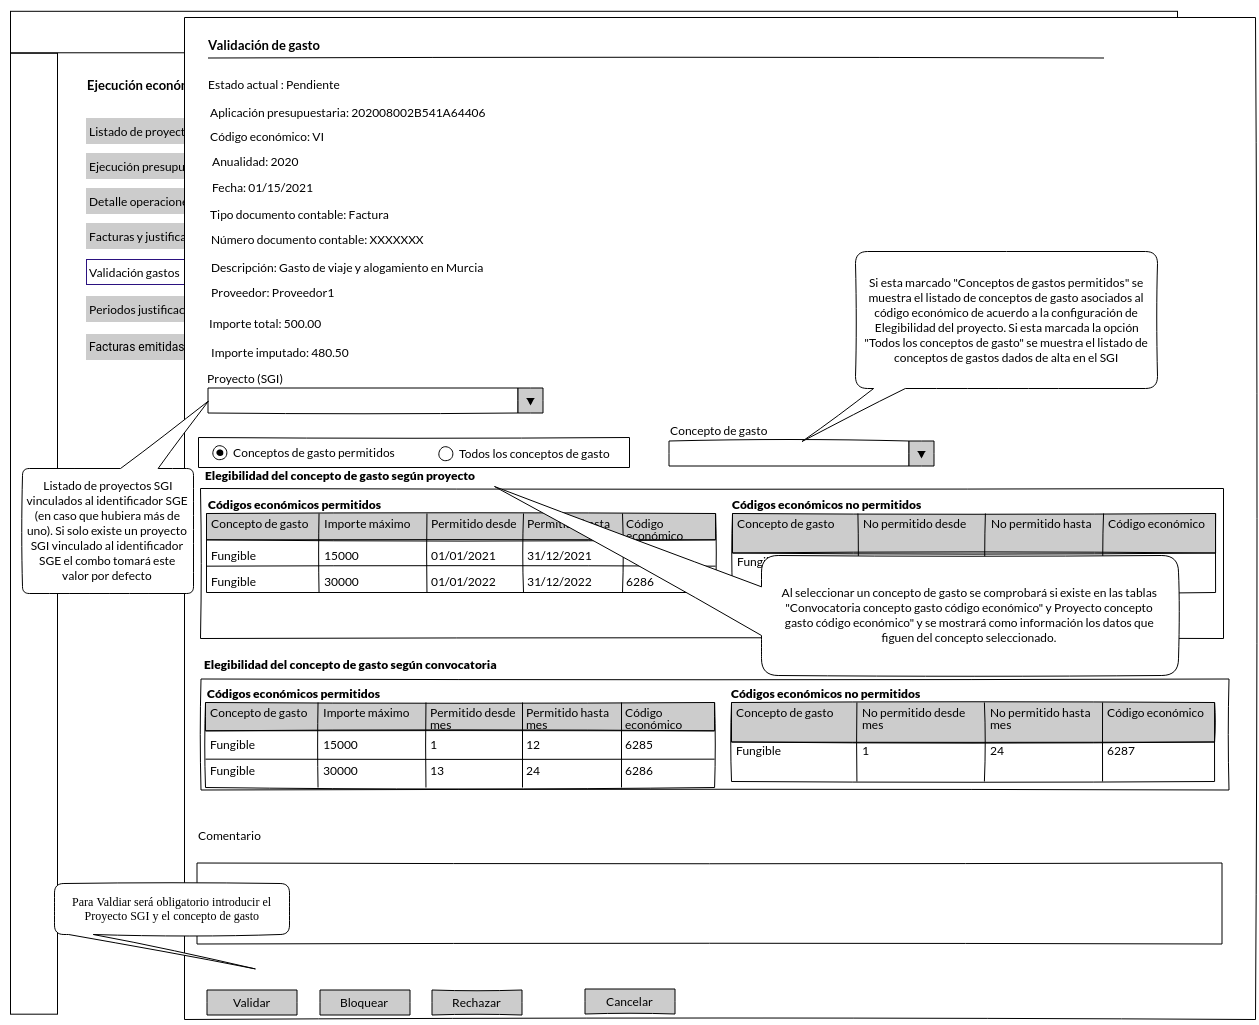 Validación de gasto
Estado actual : Pendiente
Aplicación presupuestaria: 202008002B541A64406
Código económico: VI
Anualidad: 2020
Fecha: 01/15/2021
Tipo documento contable: Factura
Número documento contable: XXXXXXX
Descripción: Gasto de viaje y alogamiento en Murcia
Proveedor: Proveedor1
Importe total: 500.00
Importe imputado: 480.50
Proyecto (SGI)
Ejecución econó
Listado de proyect
Ejecución presupu
Detalle operacione
Facturas y justifica
Validación gastos
Periodos justificac
Facturas emitidas
Si esta marcado "Conceptos de gastos permitidos" se
muestra el listado de conceptos de gasto asociados al
código económico de acuerdo a la configuración de
Elegibilidad del proyecto. Si esta marcada la opción
"Todos los conceptos de gasto" se muestra el listado de
conceptos de gastos dados de alta en el SGI
Concepto de gasto
Conceptos de gasto permitidos Todos los conceptos de gasto
Listado de proyectos SGI
vinculados al identificador SGE
(en caso que hubiera más de
uno). Si solo existe un proyecto
SGI vinculado al identificador
SGE el combo tomará este
valor por defecto
Elegibilidad del concepto de gasto según proyecto
Códigos económicos permitidos
Concepto de gasto Importe máximo Permitido desde Permiti asta Código
económico
Fungible 15000 01/01/2021 31/12/2021
Fungible 30000 01/01/2022 31/12/2022 6286
Códigos económicos no permitidos
Concepto de gasto No permitido desde No permitido hasta Código económico
Fung
Al seleccionar un concepto de gasto se comprobará si existe en las tablas
"Convocatoria concepto gasto código económico" y Proyecto concepto
gasto código económico" y se mostrará como información los datos que
figuen del concepto seleccionado.
Elegibilidad del concepto de gasto según convocatoria
Códigos económicos permitidos
Concepto de gasto Importe máximo Permitido desde Permitido hasta Código
mes mes económico
Fungible 15000 1 12 6285
Fungible 30000 13 24 6286
Códigos económicos no permitidos
Concepto de gasto No permitido desde No permitido hasta Código económico
mes mes
Fungible 1 24 6287
Comentario
Para Valdiar será obligatorio introducir el
Proyecto SGI y el concepto de gasto
Validar Bloquear Rechazar Cancelar